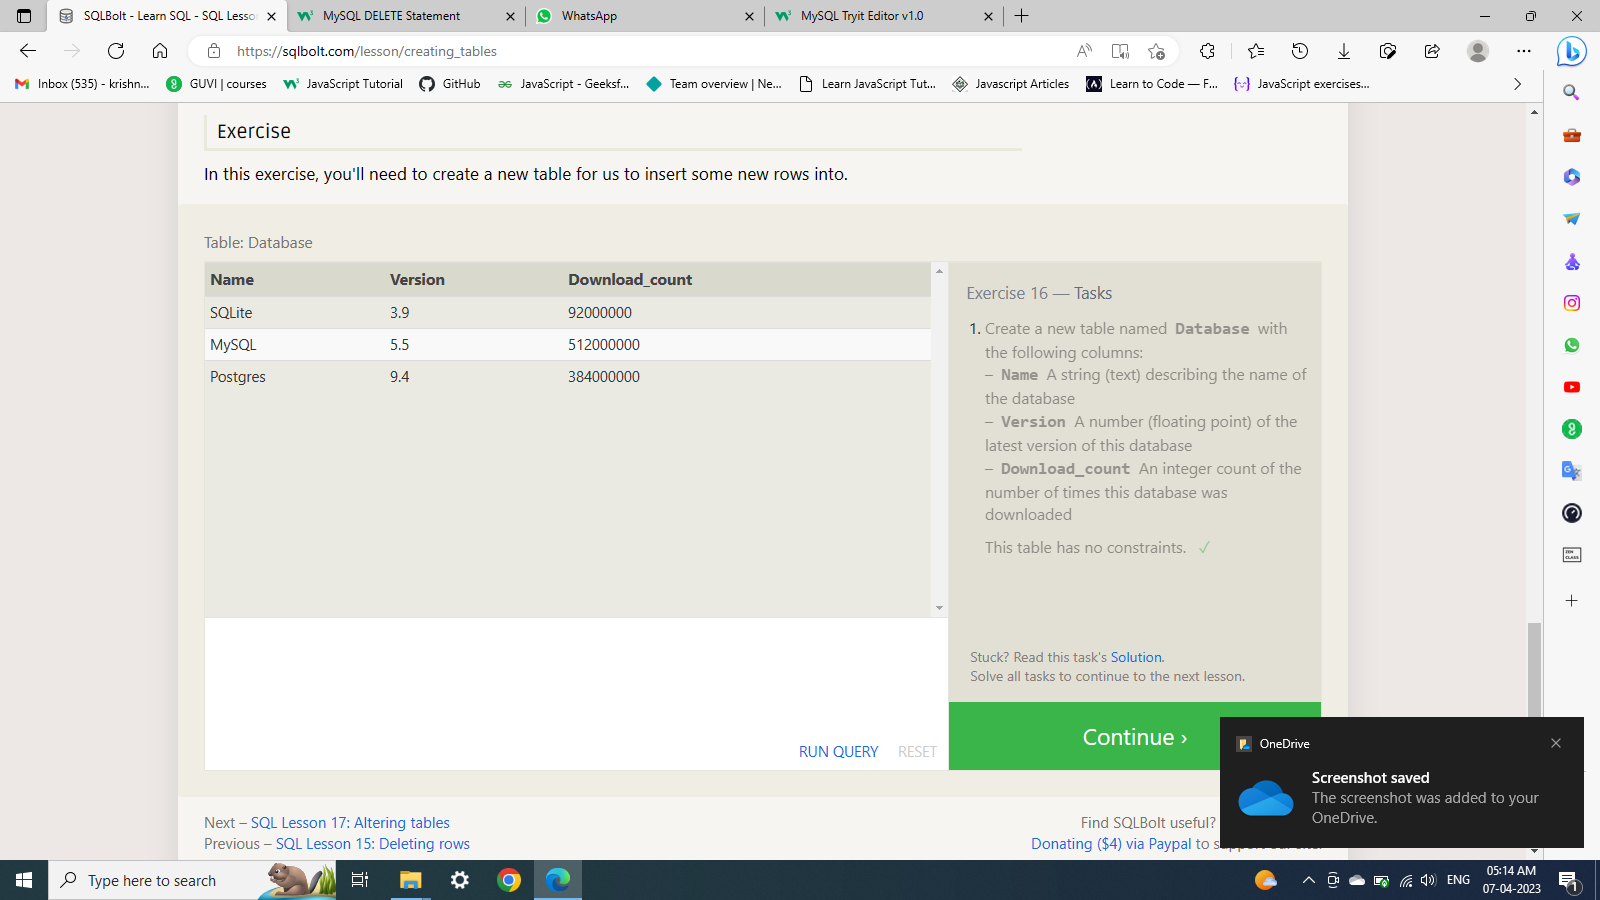 SQLBolt - Learn SQL - SQL Lesso
MySQL DELETE Statement
WhatsApp
MySQL Tryit Editor v1.0
https://sqlbolt.com/lesson/creating_tables
Inbox (535) - krishn...
GUVI | courses
JavaScript Tutorial
GitHub
JavaScript - Geeksf...
Team overview | Ne...
Learn JavaScript Tut...
Javascript Articles
Learn to Code — F...
JavaScript exercises...
Exercise
In this exercise, you'll need to create a new table for us to insert some new rows into.
Table: Database
Name Version Download_count
SQLite 3.9 92000000
MySQL 5.5 512000000
Postgres 9.4 384000000
Exercise 16 — Tasks
1. Create a new table named Database with
the following columns:
– Name A string (text) describing the name of
the database
– Version A number (floating point) of the
latest version of this database
– Download_count An integer count of the
number of times this database was
downloaded
This table has no constraints. ✓
Stuck? Read this task's Solution.
Solve all tasks to continue to the next lesson.
RUN QUERY RESET
Continue ›
OneDrive
Screenshot saved
The screenshot was added to your
OneDrive.
Next – SQL Lesson 17: Altering tables
Previous – SQL Lesson 15: Deleting rows
Find SQLBolt useful?
Donating ($4) via Paypal to
Type here to search
ENG
05:14 AM
07-04-2023
1